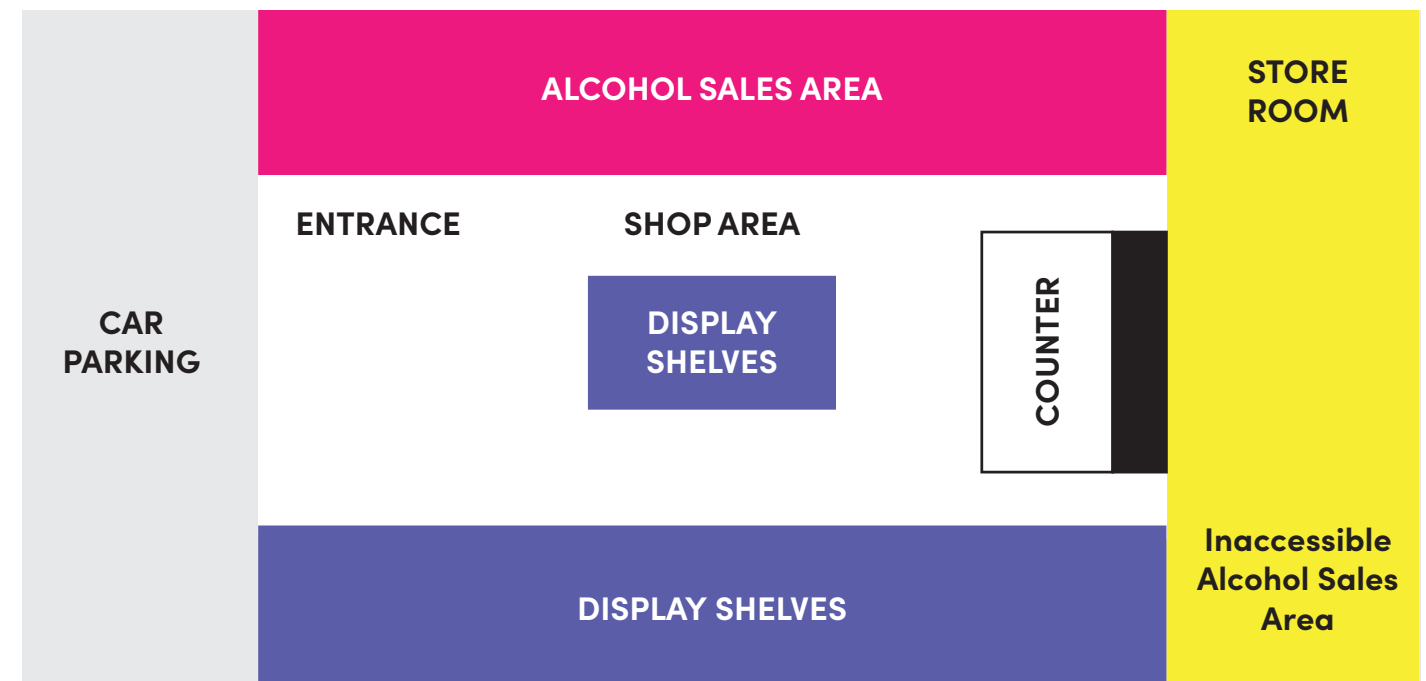 ALCOHOL SALES AREA
STORE
ROOM
ENTRANCE
SHOP AREA
CAR
PARKING
DISPLAY
SHELVES
COUNTER
Inaccessible
Alcohol Sales
Area
DISPLAY SHELVES